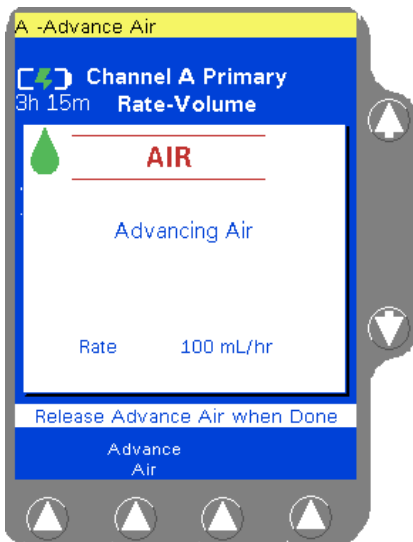 A -Advance Air
Channel A Primary
3h 15m Rate-Volume
AIR
Advancing Air
Rate 100 mL/hr
Release Advance Air when Done
Advance
Air